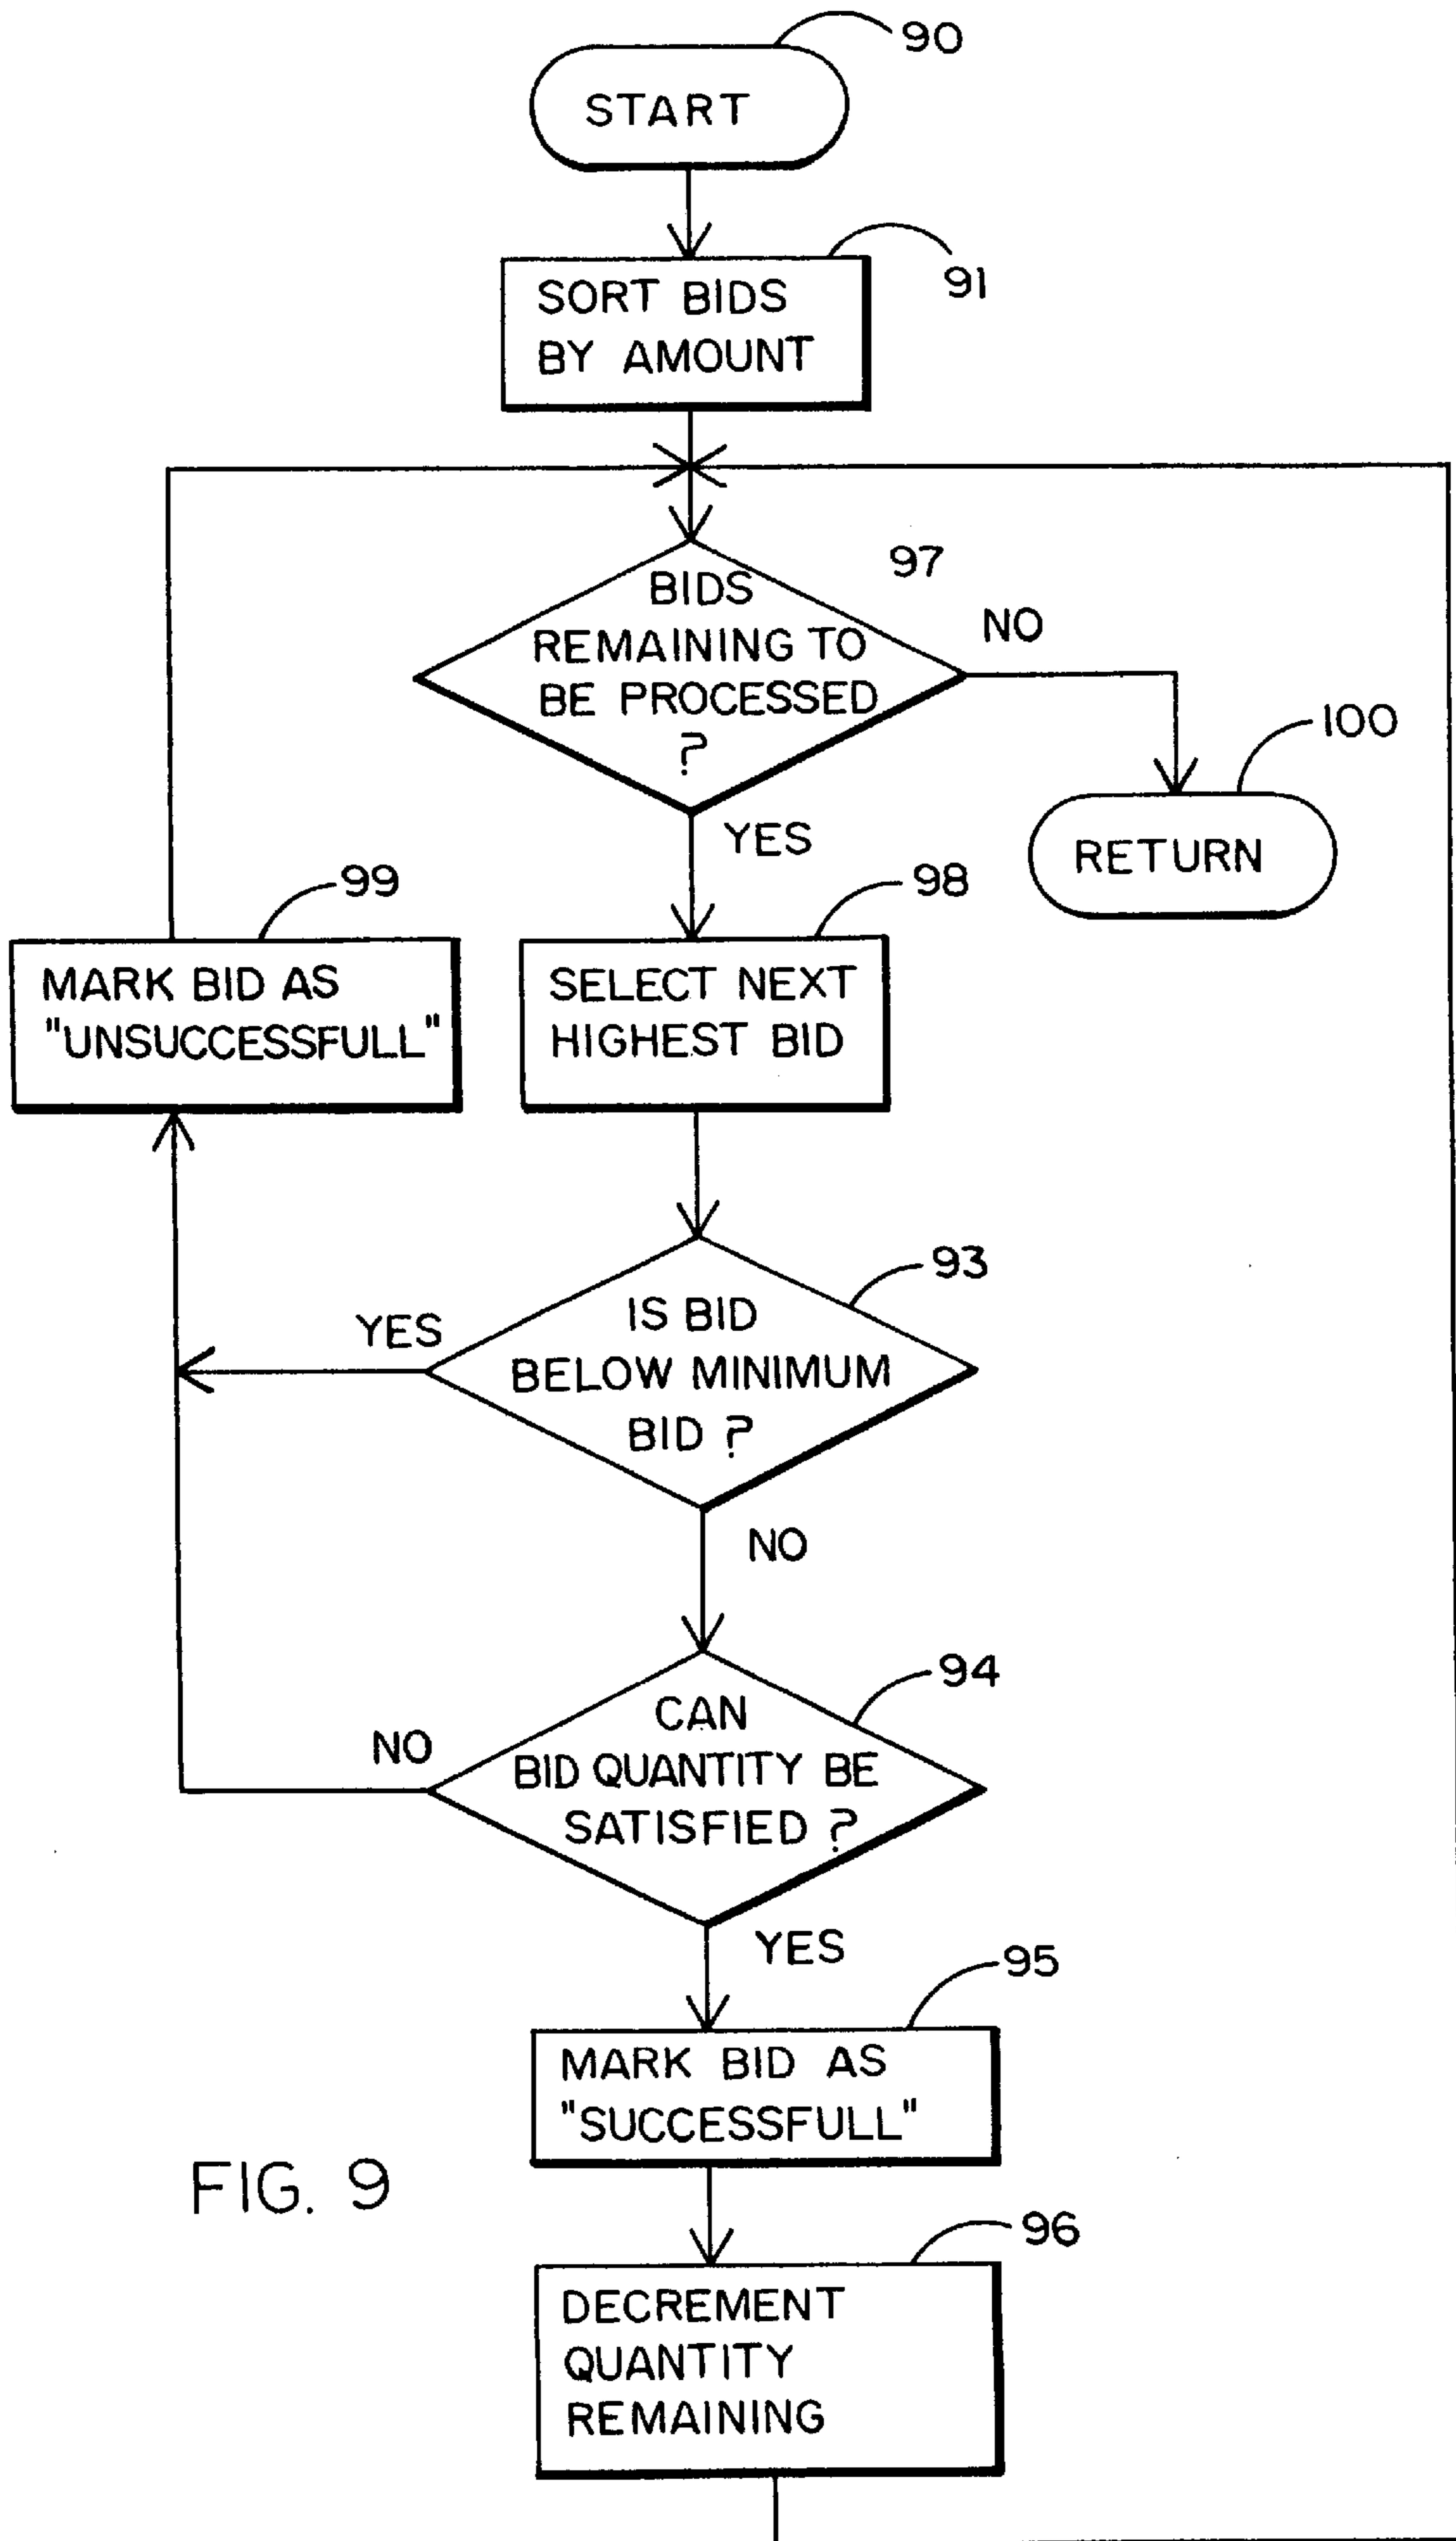 90
START
91
SORT BIDS
BY AMOUNT
97
BIDS
REMAINING TO
BE PROCESSED
?
NO
100
RETURN
YES
99
MARK BID AS
"UNSUCCESSFULL"
98
SELECT NEXT
HIGHEST BID
93
IS BID
BELOW MINIMUM
BID ?
YES
NO
94
CAN
BID QUANTITY BE
SATISFIED ?
NO
YES
95
MARK BID AS
"SUCCESSFULL"
96
DECREMENT
QUANTITY
REMAINING
FIG. 9